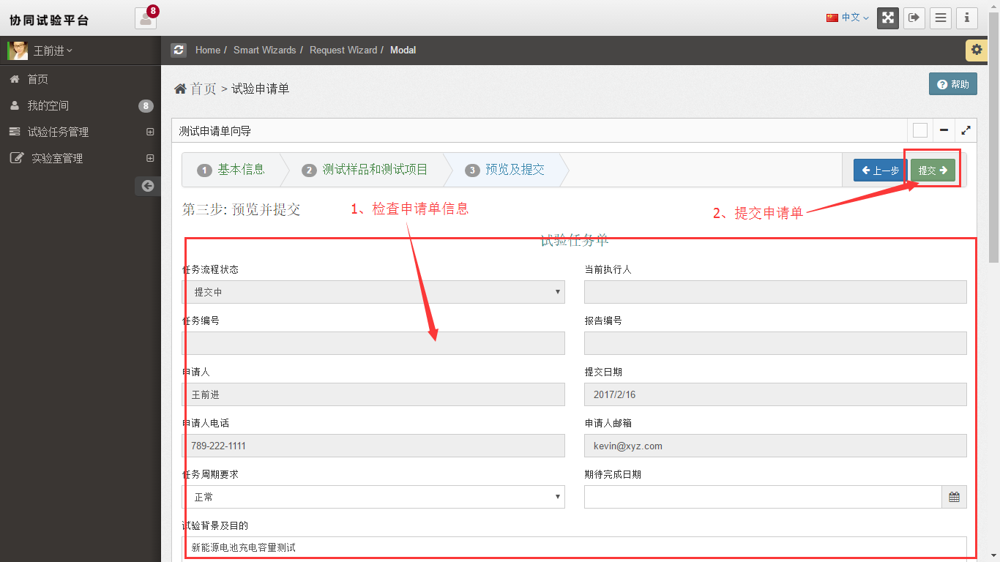 协同试验平台
8
中文
王前进
Home / Smart Wizards / Request Wizard / Modal
首页
我的空间
8
试验任务管理
实验室管理
首页 > 试验申请单
帮助
测试申请单向导
1 基本信息
2 测试样品和测试项目
3 预览及提交
上一步
提交
第三步: 预览并提交
1、检查申请单信息
2、提交申请单
试验任务单
任务流程状态
当前执行人
提交中
任务编号
报告编号
申请人
提交日期
王前进
2017/2/16
申请人电话
申请人邮箱
789-222-1111
kevin@xyz.com
任务周期要求
期待完成日期
正常
试验背景及目的
新能源电池充电容量测试